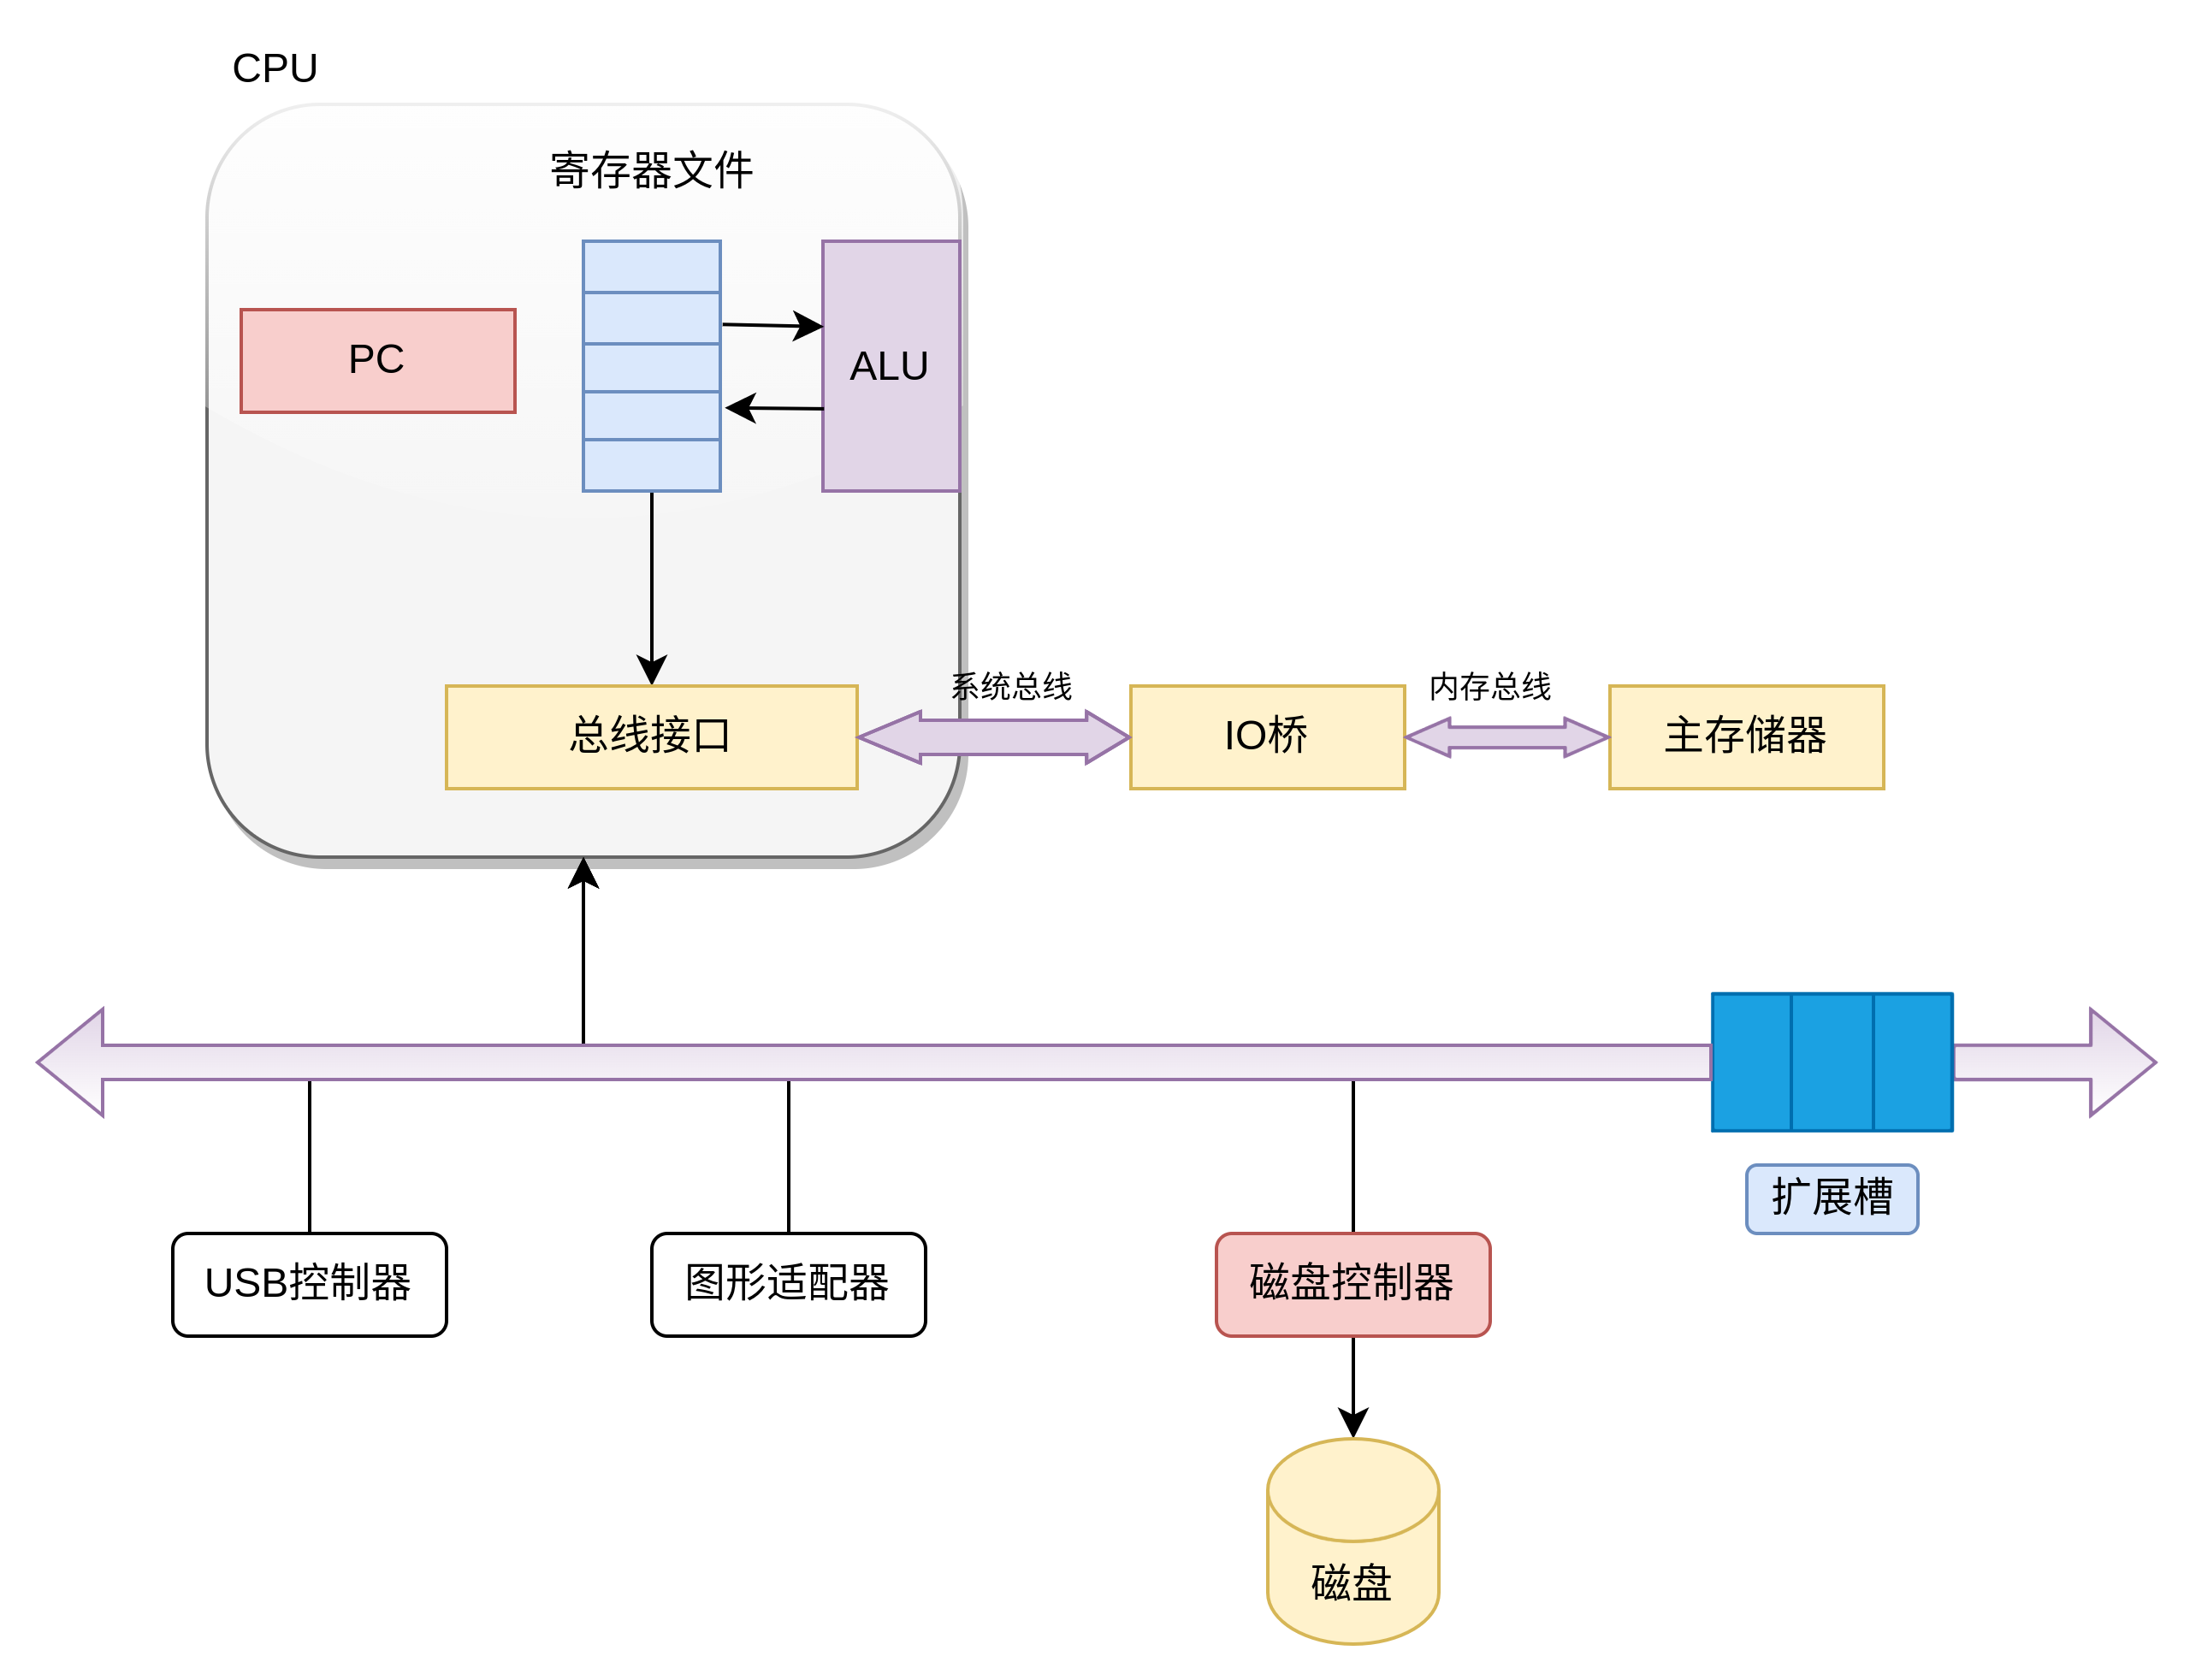 CPU
寄存器文件
PC
ALU
系统总线
内存总线
总线接口
IO桥
主存储器
扩展槽
USB控制器
图形适配器
磁盘控制器
磁盘